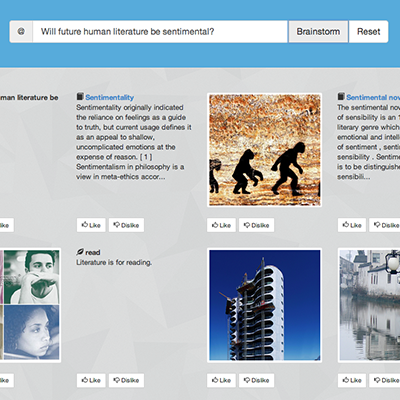 @ Will future human literature be sentimental? Brainstorm Reset
man literature be
Sentimentality
Sentimentality originally indicated
the reliance on feelings as a guide
to truth, but current usage defines it
as an appeal to shallow,
uncomplicated emotions at the
expense of reason. [ 1 ]
Sentimentalism in philosophy is a
view in meta-ethics accor...
Sentimental nov
The sentimental nov
of sensibility is an 1
literary genre which
emotional and intell
of sentiment , senti
sensibility . Sentime
is to be distinguishe
sensibili...
like Like Dislike Like Dislike Like Dislike
read
Literature is for reading.
like Like Dislike Like Dislike Like Dislike